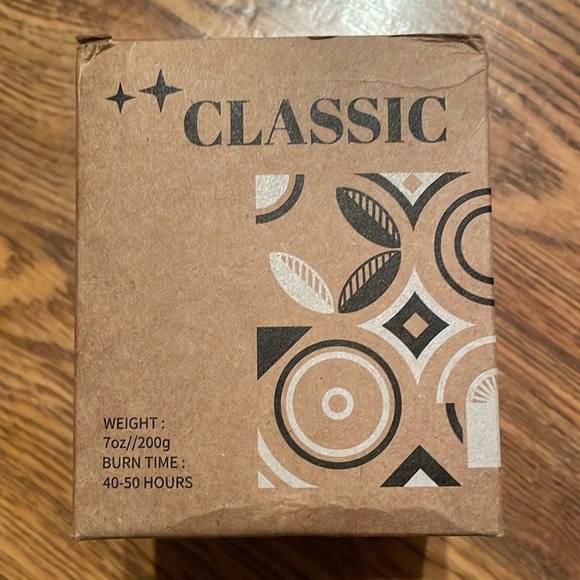 CLASSIC
WEIGHT :
7oz//200g
BURN TIME :
40-50 HOURS